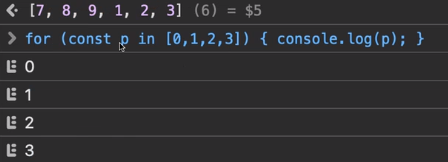 [7, 8, 9, 1, 2, 3] (6) = $5
for (const p in [0,1,2,3]) { console.log(p); }
0
1
2
3